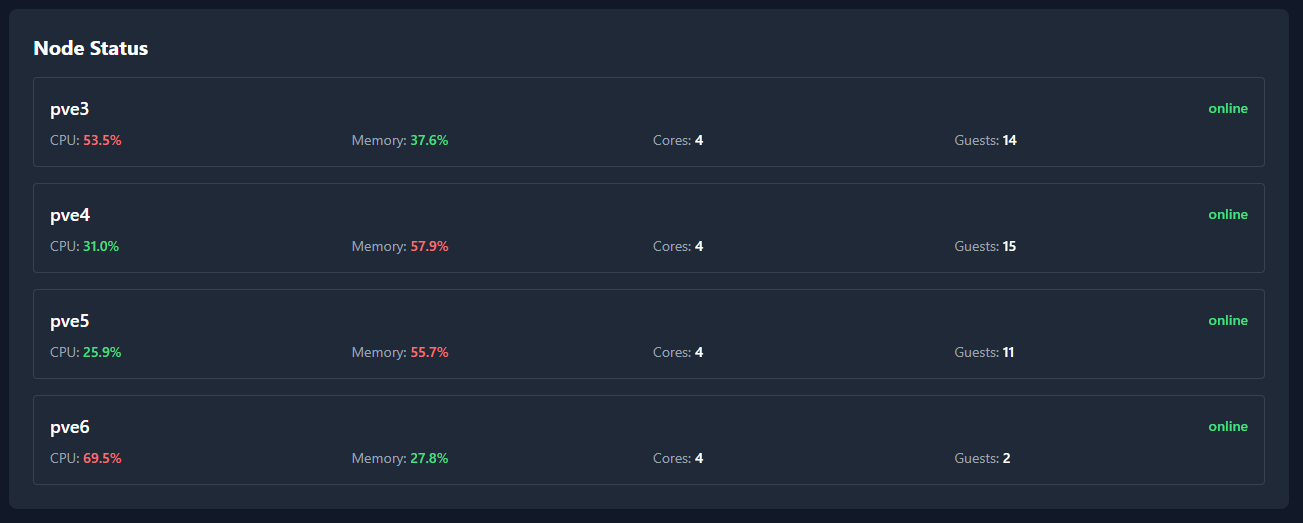 Node Status
pve3 online
CPU: 53.5% Memory: 37.6% Cores: 4 Guests: 14
pve4 online
CPU: 31.0% Memory: 57.9% Cores: 4 Guests: 15
pve5 online
CPU: 25.9% Memory: 55.7% Cores: 4 Guests: 11
pve6 online
CPU: 69.5% Memory: 27.8% Cores: 4 Guests: 2